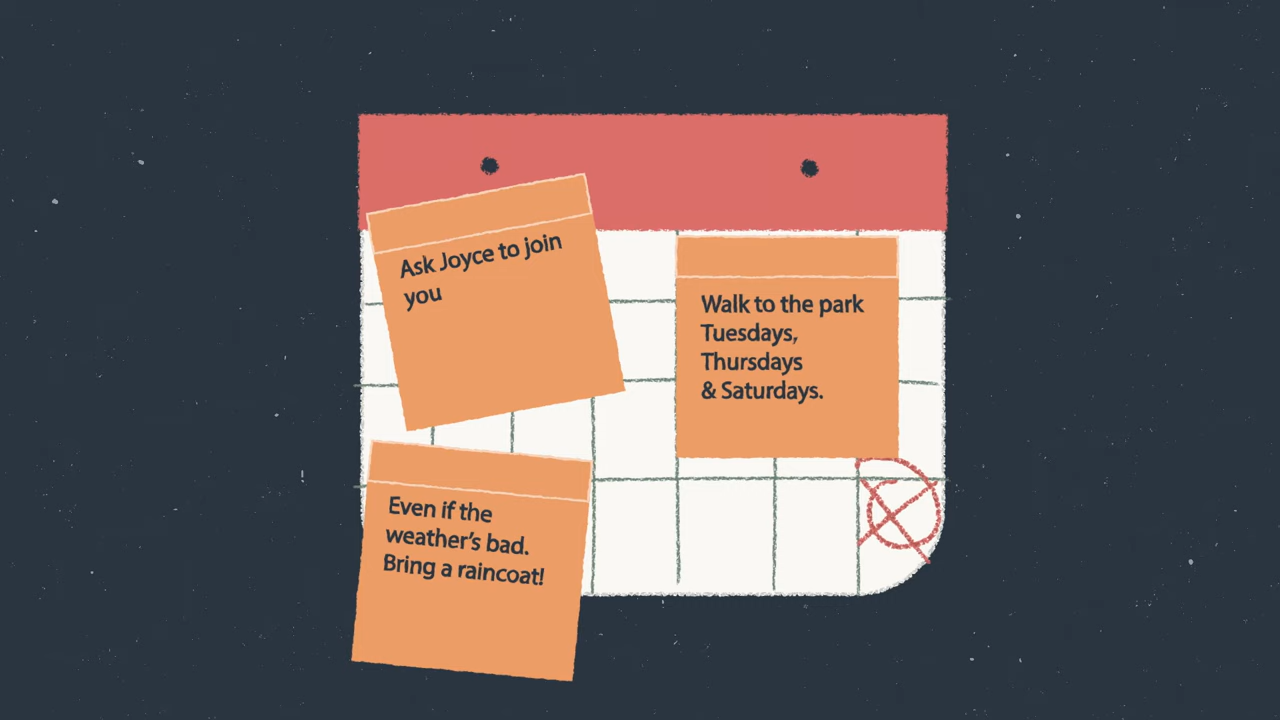 Ask Joyce to join
you
Walk to the park
Tuesdays,
Thursdays
& Saturdays.
Even if the
weather's bad.
Bring a raincoat!